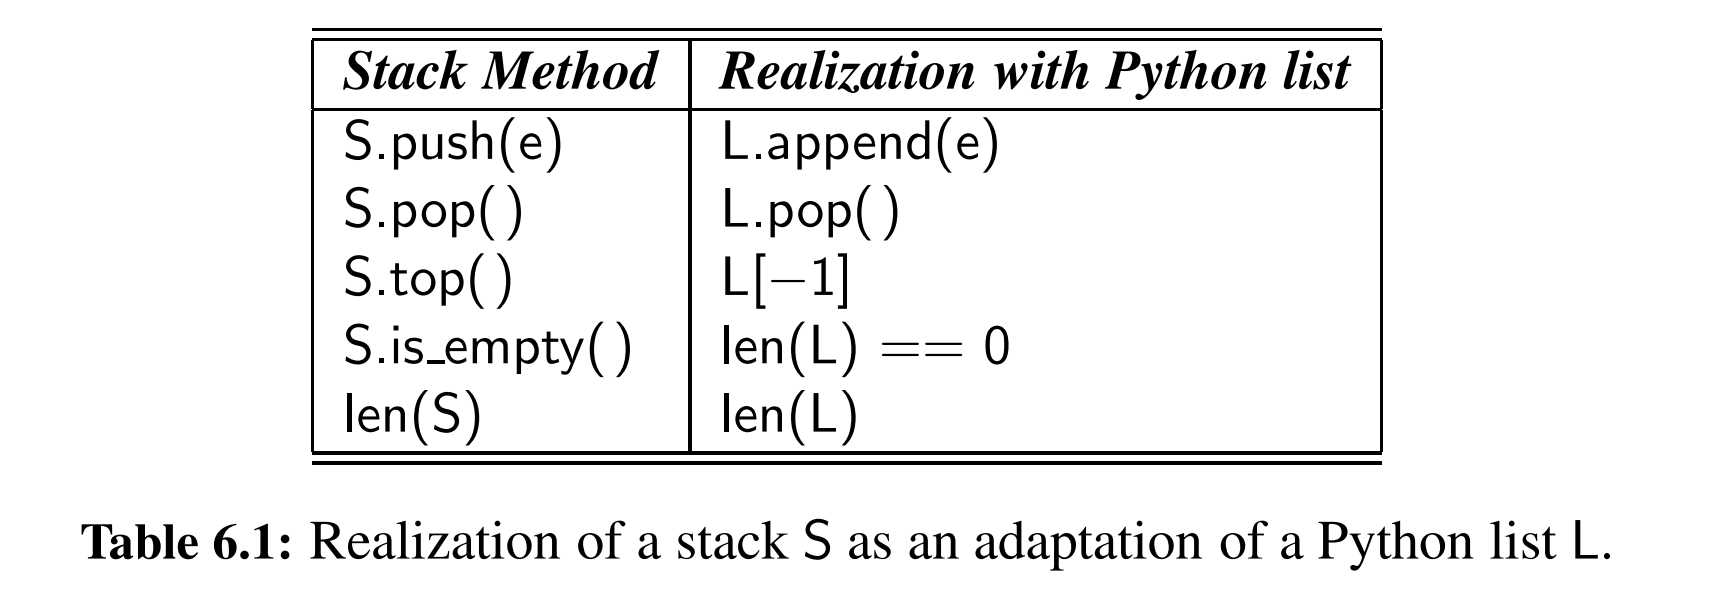 Stack Method Realization with Python list
S.push(e) L.append(e)
S.pop( ) L.pop( )
S.top( ) L[−1]
S.is_empty( ) len(L) == 0
len(S) len(L)
Table 6.1: Realization of a stack S as an adaptation of a Python list L.